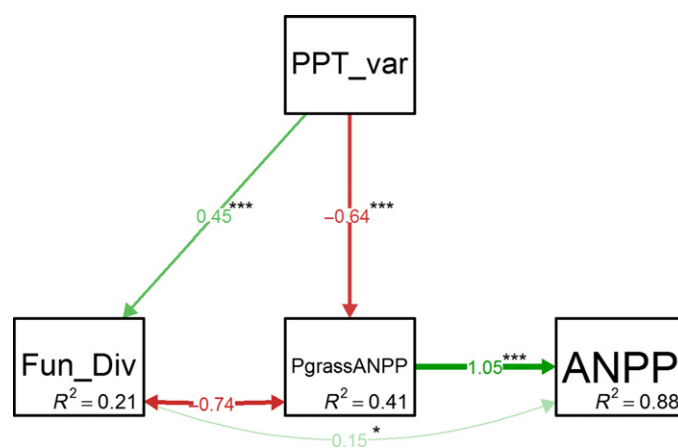 PPT_var
0.45***
−0.64***
Fun_Div
R² = 0.21
−0.74
PgrassANPP
R² = 0.41
1.05***
ANPP
R² = 0.88
0.15*